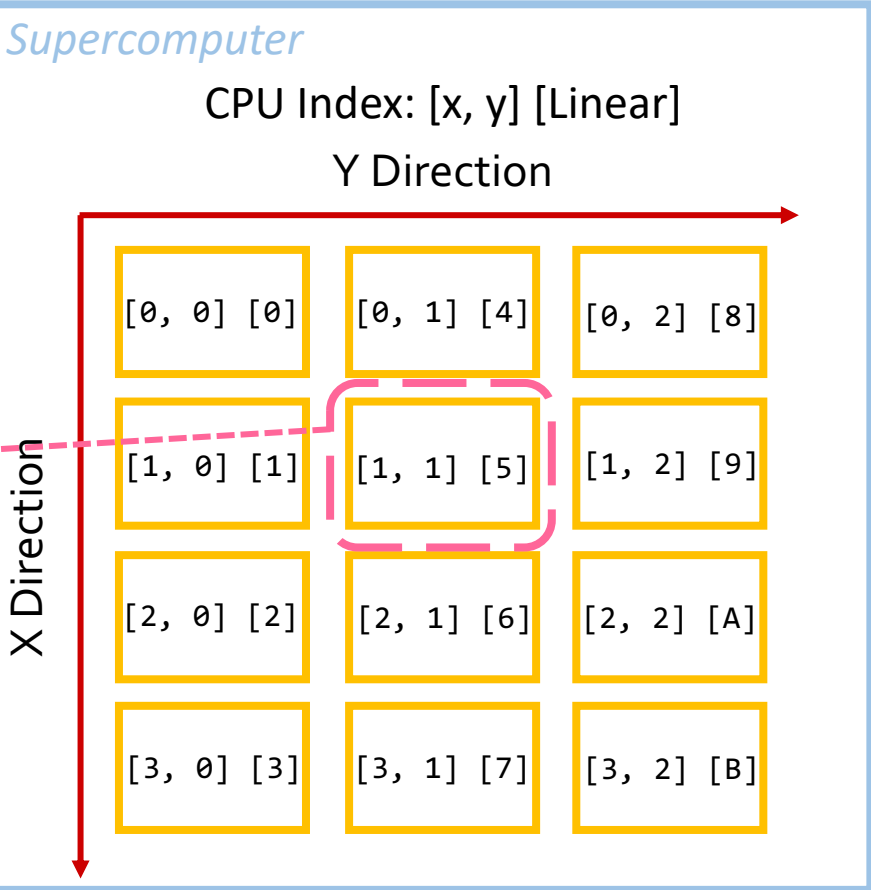 Supercomputer
CPU Index: [x, y] [Linear]
Y Direction
X Direction
[0, 0] [0]
[0, 1] [4]
[0, 2] [8]
[1, 0] [1]
[1, 1] [5]
[1, 2] [9]
[2, 0] [2]
[2, 1] [6]
[2, 2] [A]
[3, 0] [3]
[3, 1] [7]
[3, 2] [B]